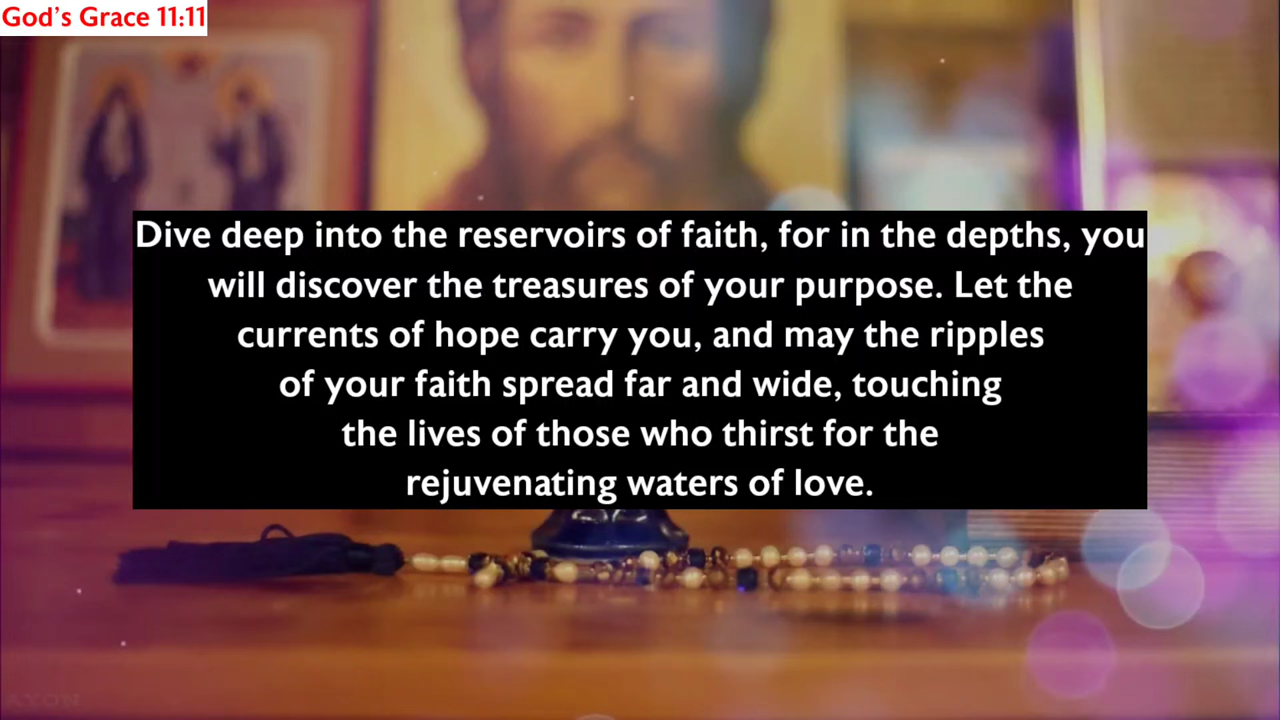 God's Grace 11:11
Dive deep into the reservoirs of faith, for in the depths, you
will discover the treasures of your purpose. Let the
currents of hope carry you, and may the ripples
of your faith spread far and wide, touching
the lives of those who thirst for the
rejuvenating waters of love.